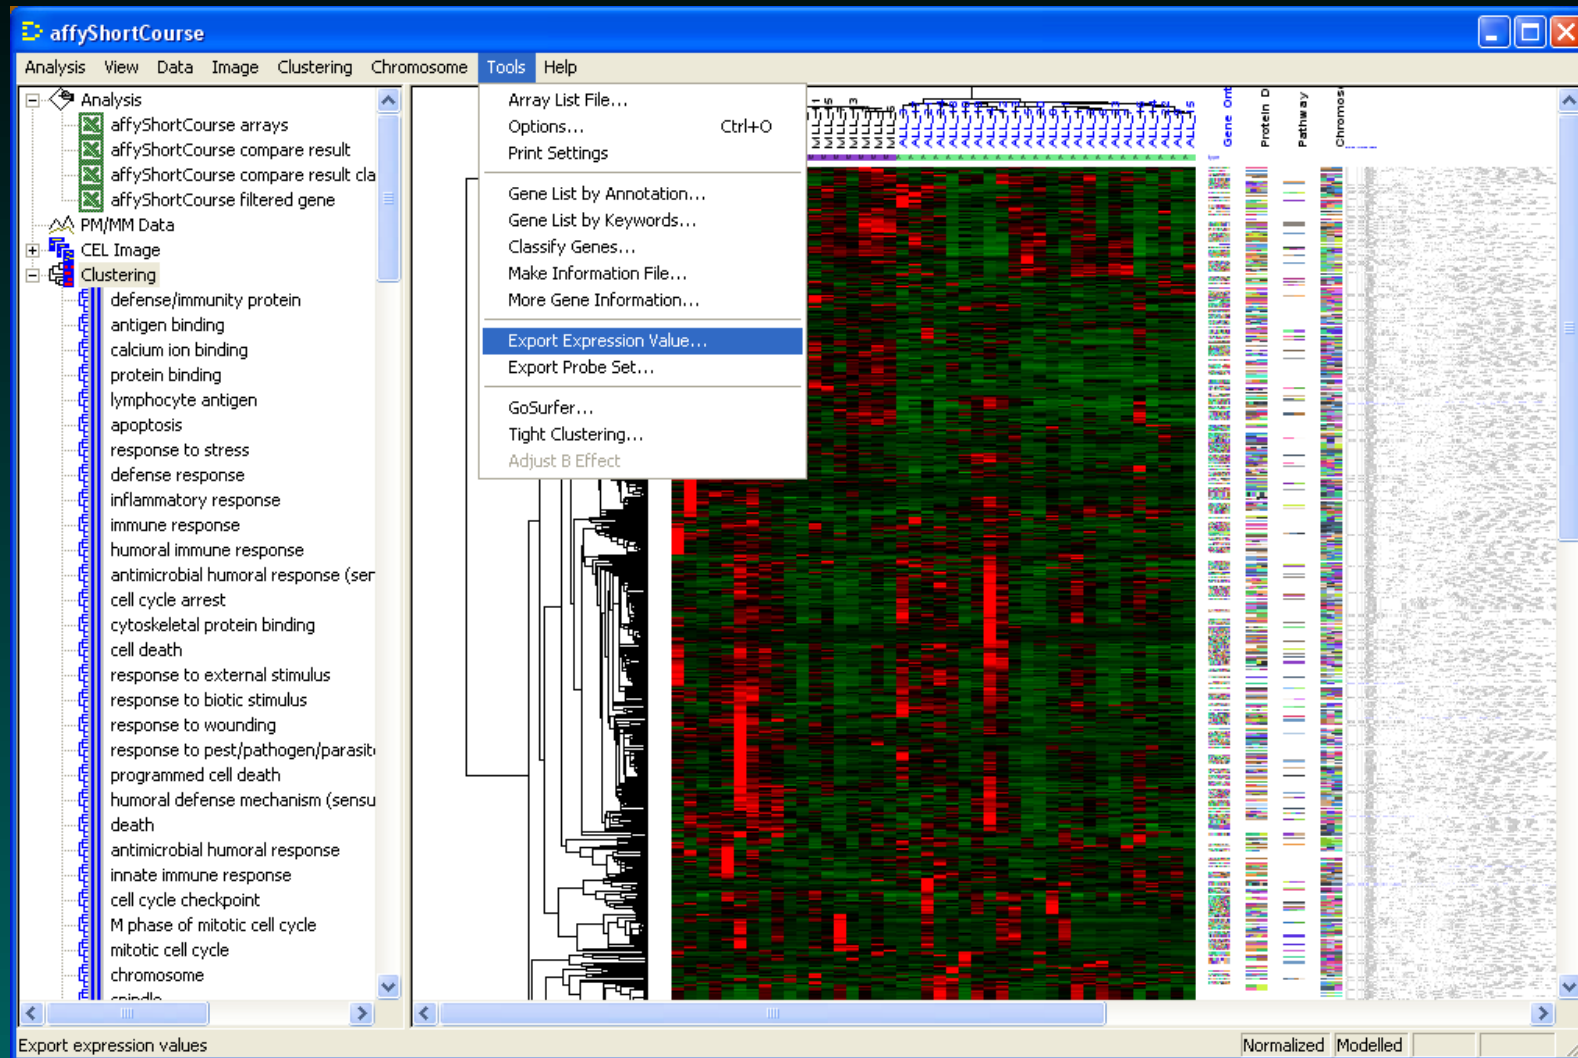 affyShortCourse
Analysis View Data Image Clustering Chromosome Tools Help
Analysis
affyShortCourse arrays
affyShortCourse compare result
affyShortCourse compare result cla
affyShortCourse filtered gene
PM/MM Data
CEL Image
Clustering
defense/immunity protein
antigen binding
calcium ion binding
protein binding
lymphocyte antigen
apoptosis
response to stress
defense response
inflammatory response
immune response
humoral immune response
antimicrobial humoral response (ser
cell cycle arrest
cytoskeletal protein binding
cell death
response to external stimulus
response to biotic stimulus
response to wounding
response to pest/pathogen/parasit
programmed cell death
humoral defense mechanism (sensu
death
antimicrobial humoral response
innate immune response
cell cycle checkpoint
M phase of mitotic cell cycle
mitotic cell cycle
chromosome
spindle
Array List File...
Options... Ctrl+O
Print Settings
Gene List by Annotation...
Gene List by Keywords...
Classify Genes...
Make Information File...
More Gene Information...
Export Expression Value...
Export Probe Set...
GoSurfer...
Tight Clustering...
Adjust B Effect
Gene Ont
Protein D
Pathway
Chromos
Export expression values
Normalized Modelled